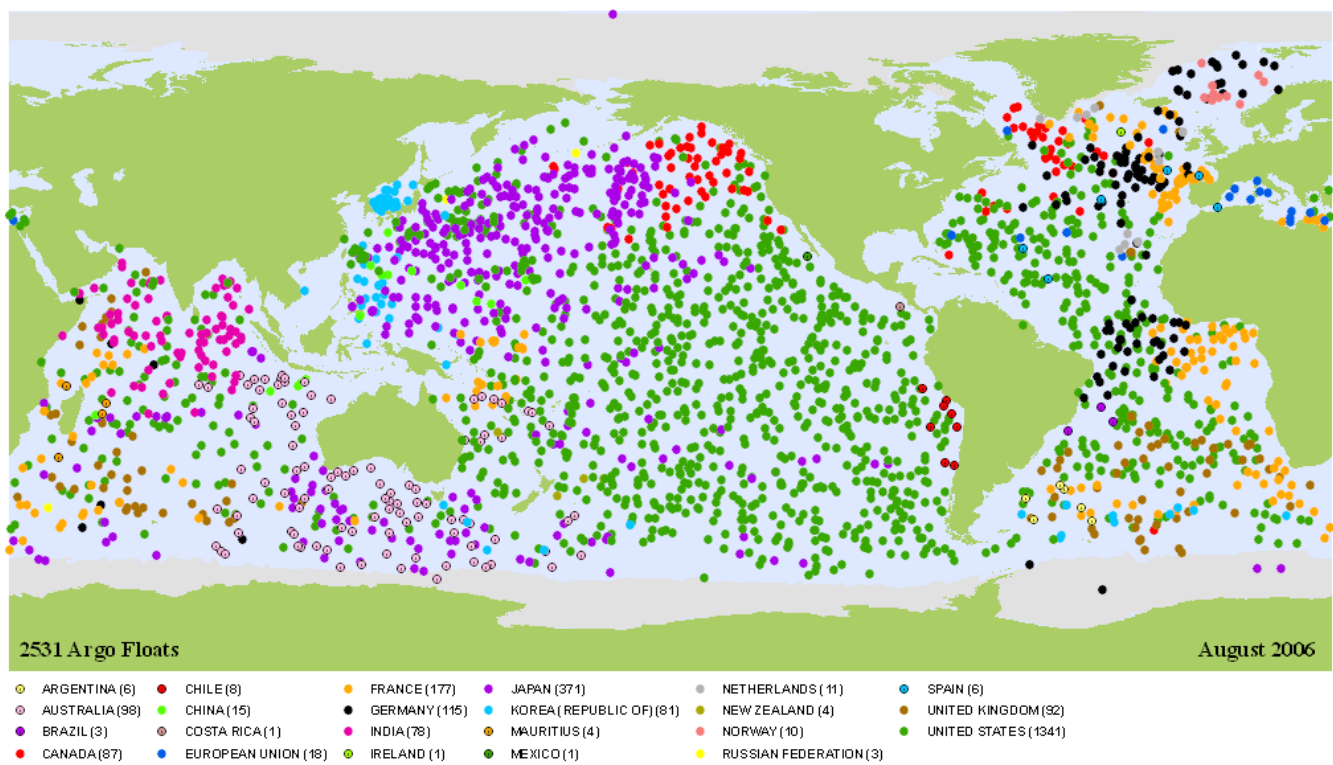 2531 Argo Floats
August 2006
ARGENTINA (6)
CHILE (8)
FRANCE (177)
JAPAN (371)
NETHERLANDS (11)
SPAIN (6)
AUSTRALIA (98)
CHINA (15)
GERMANY (115)
KOREA (REPUBLIC OF) (81)
NEW ZEALAND (4)
UNITED KINGDOM (92)
BRAZIL (3)
COSTA RICA (1)
INDIA (78)
MAURITIUS (4)
NORWAY (10)
UNITED STATES (1341)
CANADA (87)
EUROPEAN UNION (18)
IRELAND (1)
MEXICO (1)
RUSSIAN FEDERATION (3)